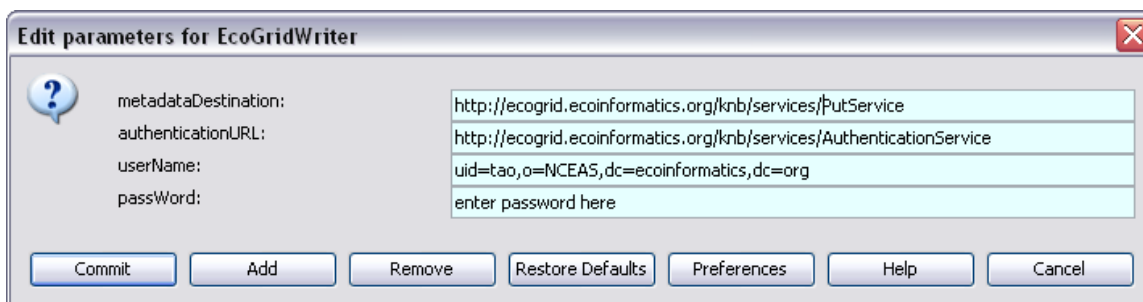 Edit parameters for EcoGridWriter
metadataDestination: http://ecogrid.ecoinformatics.org/knb/services/PutService
authenticationURL: http://ecogrid.ecoinformatics.org/knb/services/AuthenticationService
userName: uid=tao,o=NCEAS,dc=ecoinformatics,dc=org
passWord: enter password here
Commit Add Remove Restore Defaults Preferences Help Cancel